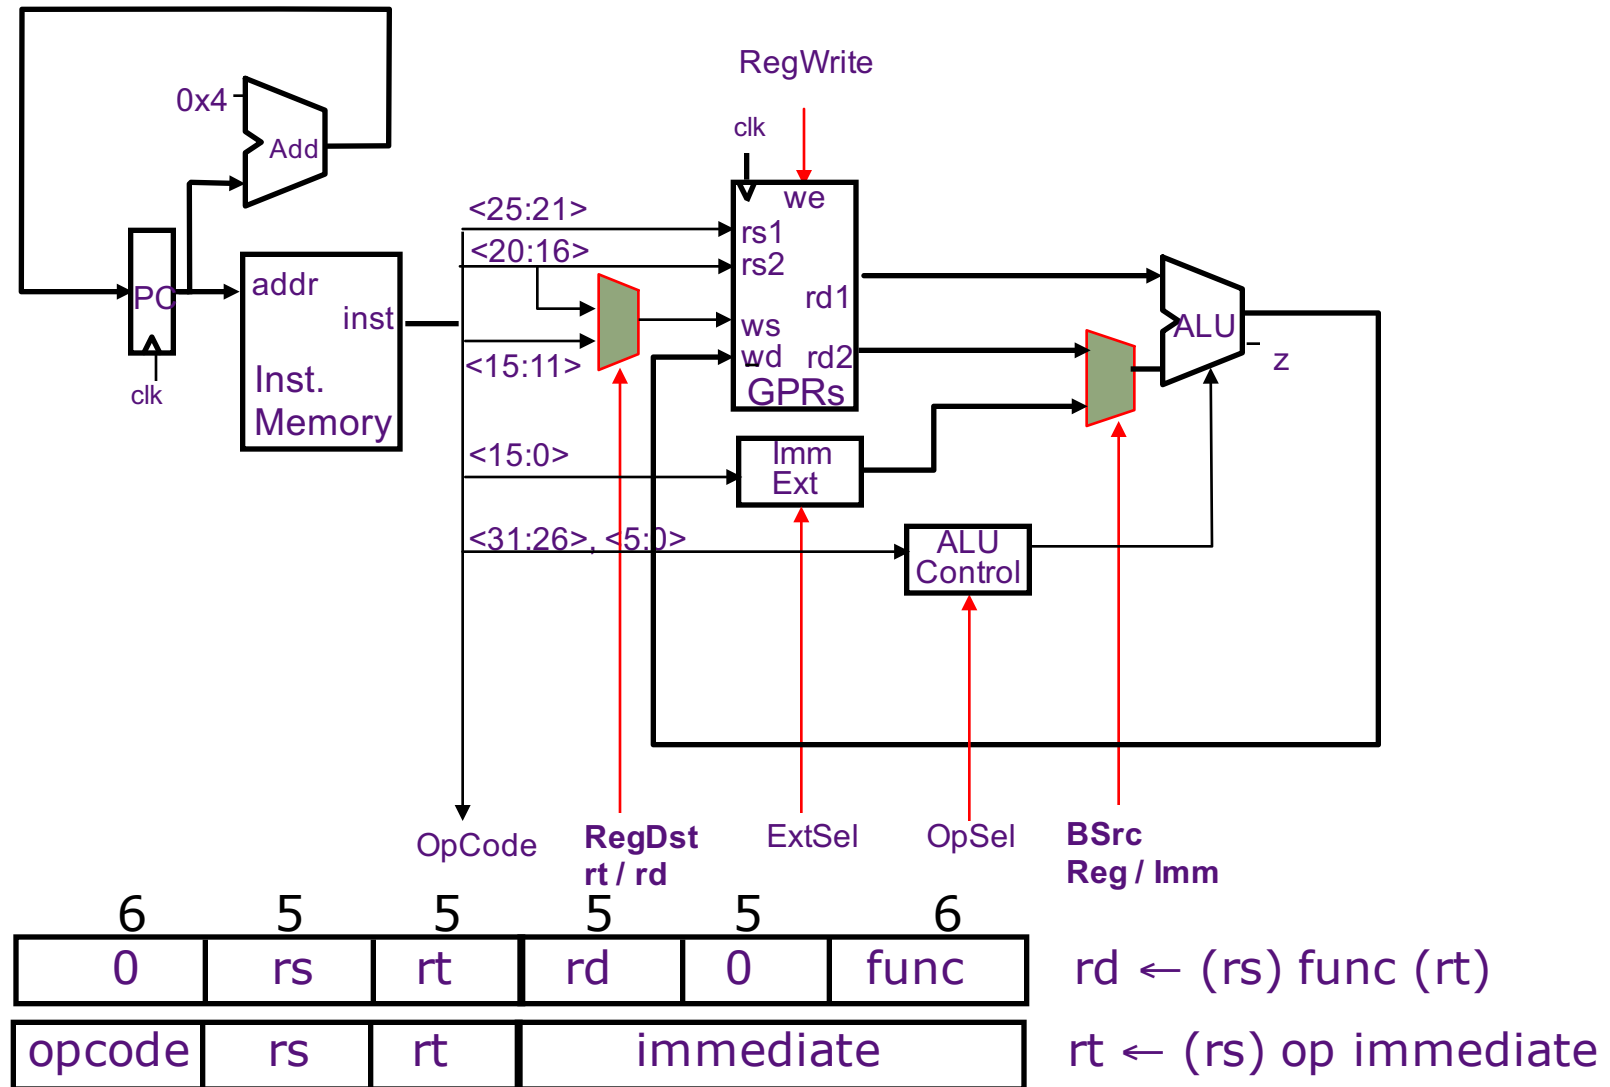 RegWrite
0x4
Add
clk
we
<25:21>
rs1
<20:16>
rs2
addr
PC
inst
rd1
ws
ALU
wd
rd2
z
<15:11>
clk
Inst.
Memory
GPRs
<15:0>
Imm
Ext
<31:26>, <5:0>
ALU
Control
OpCode
RegDst
rt / rd
ExtSel
OpSel
BSrc
Reg / Imm
6 5 5 5 5 6
0 rs rt rd 0 func rd ← (rs) func (rt)
opcode rs rt immediate rt ← (rs) op immediate